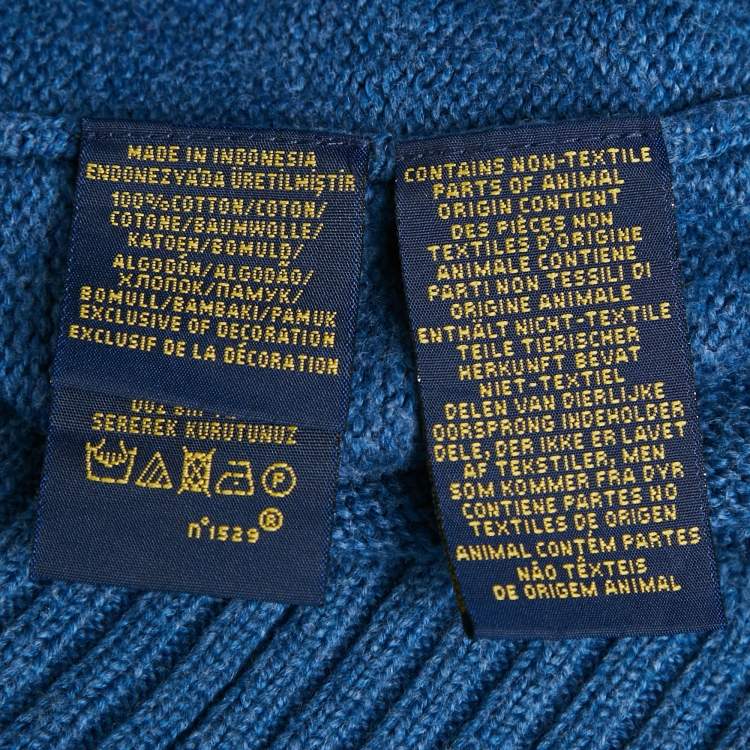 MADE IN INDONESIA
ENDONEZYA'DA ÜRETILMIŞTIR
100% COTTON/COTON/
COTONE/BAUMWOLLE/
KATOEN/BOMULD/
ALGODÓN/ALGODÃO/
ХЛОПОК/ПАМУК/
BOMULL/BAMBAKI/PAMUK
EXCLUSIVE OF DECORATION
EXCLUSIF DE LA DÉCORATION
SEREREK KURUTUNUZ
P
n°1529®
CONTAINS NON-TEXTILE
PARTS OF ANIMAL
ORIGIN CONTIENT
DES PIÈCES NON
TEXTILES D'ORIGINE
ANIMALE CONTIENE
PARTI NON TESSILI DI
ORIGINE ANIMALE
ENTHÄLT NICHT-TEXTILE
TEILE TIERISCHER
HERKUNFT BEVAT
NIET-TEXTIEL
DELEN VAN DIERLIJKE
OORSPRONG INDEHOLDER
DELE, DER IKKE ER LAVET
AF TEKSTILER, MEN
SOM KOMMER FRA DYR
CONTIENE PARTES NO
TEXTILES DE ORIGEN
ANIMAL CONTÉM PARTES
NÃO TÊXTEIS
DE ORIGEM ANIMAL